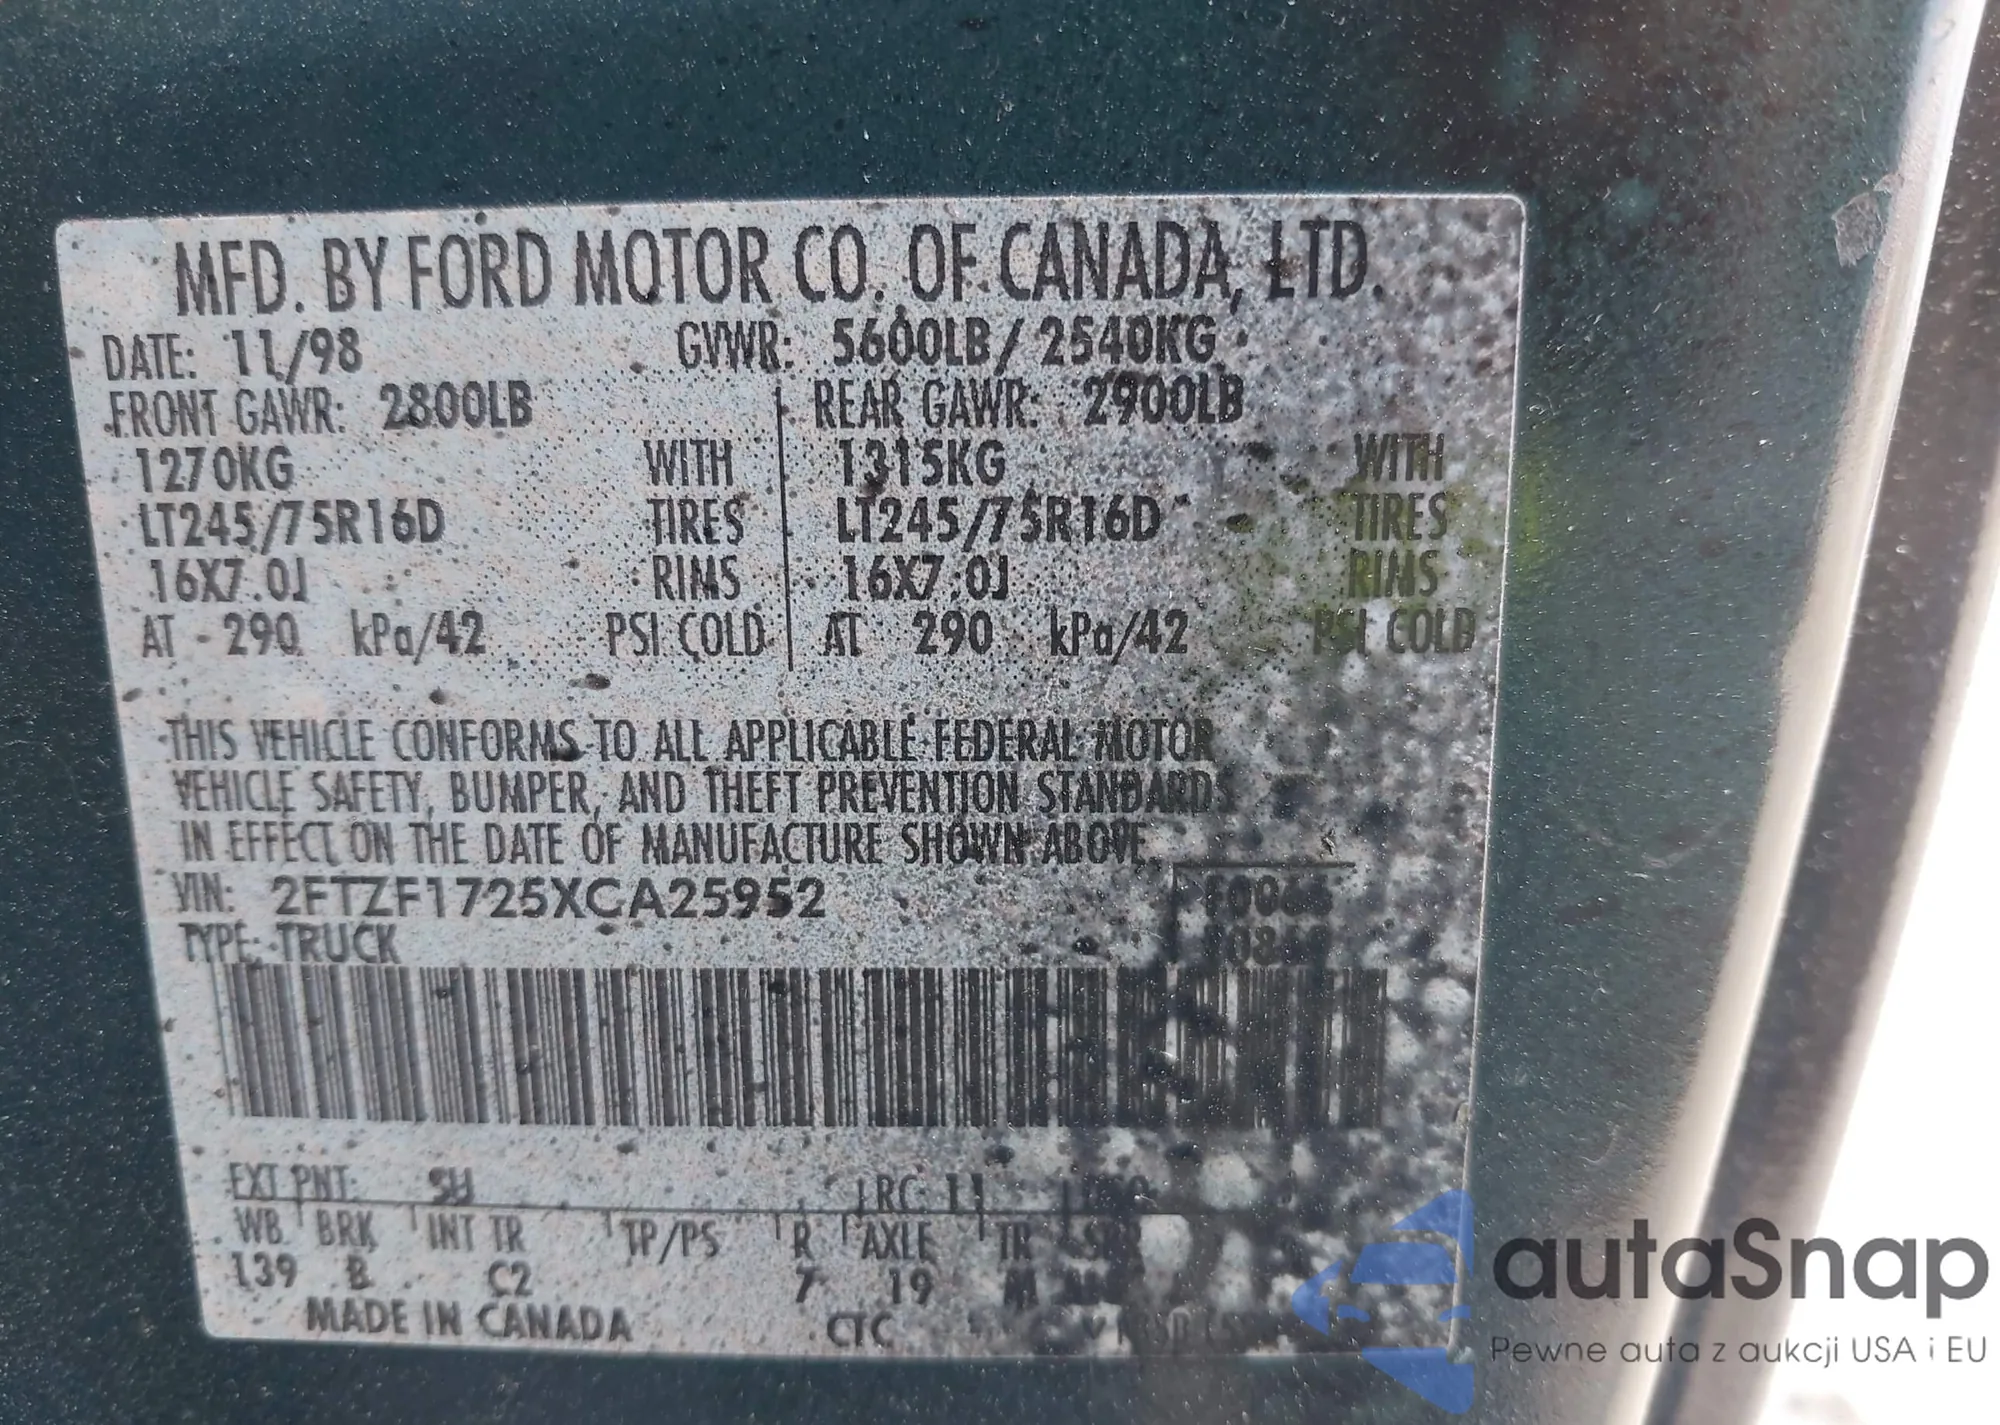 MFD. BY FORD MOTOR CO. OF CANADA, LTD.
DATE: 11/98 GVWR: 5600LB/2540KG
FRONT GAWR: 2800LB REAR GAWR: 2900LB
1270KG WITH 1315KG WITH
LT245/75R16D TIRES LT245/75R16D TIRES
16X7.0J RIMS 16X7.0J RIMS
AT 290 kPa/42 PSI COLD AT 290 kPa/42 PSI COLD
THIS VEHICLE CONFORMS TO ALL APPLICABLE FEDERAL MOTOR
VEHICLE SAFETY, BUMPER, AND THEFT PREVENTION STANDARDS
IN EFFECT ON THE DATE OF MANUFACTURE SHOWN ABOVE.
VIN: 2FTZF1725XCA25952
TYPE: TRUCK
EXT PNT: SU RC: 11
WB BRK INT TR TP/PS R AXLE TR
139 B C2 7 19
MADE IN CANADA CTC
autaSnap
Pewne auta z aukcji USA i EU